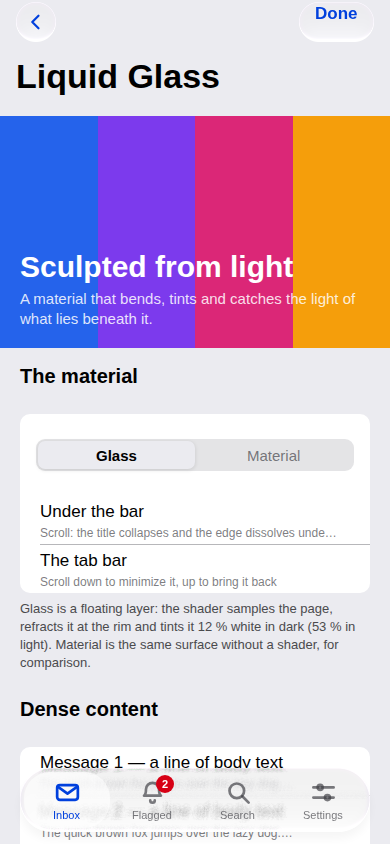 Done
Liquid Glass
Sculpted from light
A material that bends, tints and catches the light of
what lies beneath it.
The material
Glass
Material
Under the bar
Scroll: the title collapses and the edge dissolves unde…
The tab bar
Scroll down to minimize it, up to bring it back
Glass is a floating layer: the shader samples the page,
refracts it at the rim and tints it 12 % white in dark (53 % in
light). Material is the same surface without a shader, for
comparison.
Dense content
Message 1 — a line of body text
2
Inbox
Flagged
Search
Settings
The quick brown fox jumps over the lazy dog.…